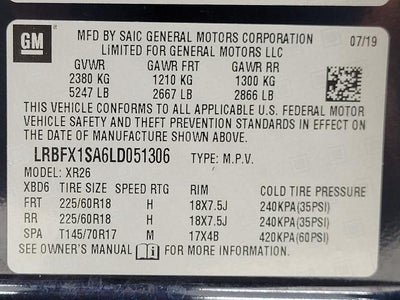 GM
MFD BY SAIC GENERAL MOTORS CORPORATION
LIMITED FOR GENERAL MOTORS LLC
07/19
GVWR GAWR FRT GAWR RR
2380 KG 1210 KG 1300 KG
5247 LB 2667 LB 2866 LB
THIS VEHICLE CONFORMS TO ALL APPLICABLE U.S. FEDERAL MOTOR
VEHICLE SAFETY AND THEFT PREVENTION STANDARDS IN EFFECT ON
THE DATE OF MANUFACTURE SHOWN ABOVE.
LRBFX1SA6LD051306 TYPE: M.P.V.
MODEL: XR26
XBD6 TIRE SIZE SPEED RTG RIM COLD TIRE PRESSURE
FRT 225/60R18 H 18X7.5J 240KPA(35PSI)
RR 225/60R18 H 18X7.5J 240KPA(35PSI)
SPA T145/70R17 M 17X4B 420KPA(60PSI)
SEE OWNER'S MANUAL FOR MORE INFORMATION.